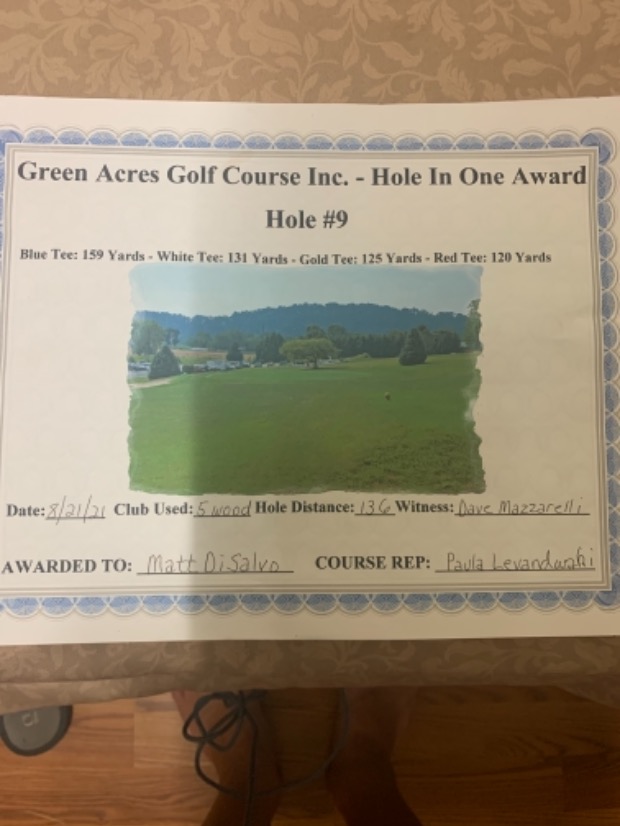 Green Acres Golf Course Inc. - Hole In One Award
Hole #9
Blue Tee: 159 Yards - White Tee: 131 Yards - Gold Tee: 125 Yards - Red Tee: 120 Yards
Date: 8/21/21 Club Used: 5 wood Hole Distance: 136 Witness: Dave Mazzarelli
AWARDED TO: Matt DiSalvo COURSE REP: Paula Levandowski